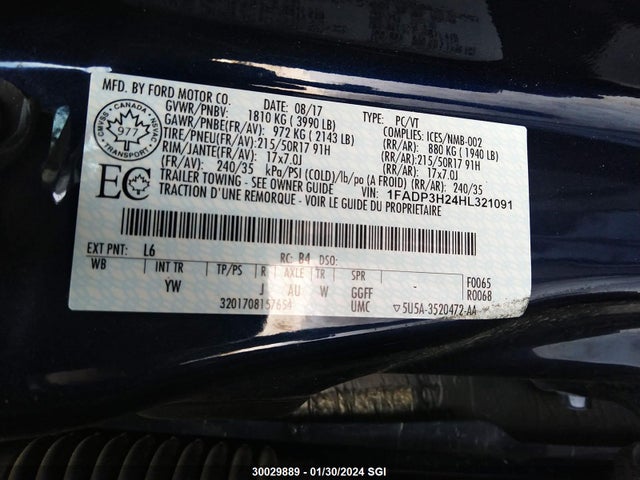 MFD. BY FORD MOTOR CO.
DATE: 08/17
TYPE: PC/VT
GVWR/PNBV: 1810 KG ( 3990 LB)
GAWR/PNBE(FR/AV): 972 KG ( 2143 LB)
COMPLIES: ICES/NMB-002
(RR/AR): 880 KG ( 1940 LB)
TIRE/PNEU(FR/AV): 215/50R17 91H
(RR/AR): 215/50R17 91H
RIM/JANTE(FR/AV): 17x7.0J
(RR/AR): 17x7.0J
(FR/AV): 240/35 kPa/PSI (COLD)/lb/po (A FROID) (RR/AR): 240/35
TRAILER TOWING - SEE OWNER GUIDE.
TRACTION D'UNE REMORQUE - VOIR GUIDE DU PROPRIETAIRE
VIN: 1FADP3H24HL321091
CANADA
CMVSS
NSVAC
977
TRANSPORT
EC
EXT PNT: L6
RC: B4 DSO:
WB INT TR TP/PS R AXLE TR SPR
F0065
YW J AU W GGFF
R0068
3201708157654
UMC
▽5U5A-3520472-AA
30029889 - 01/30/2024 SGI